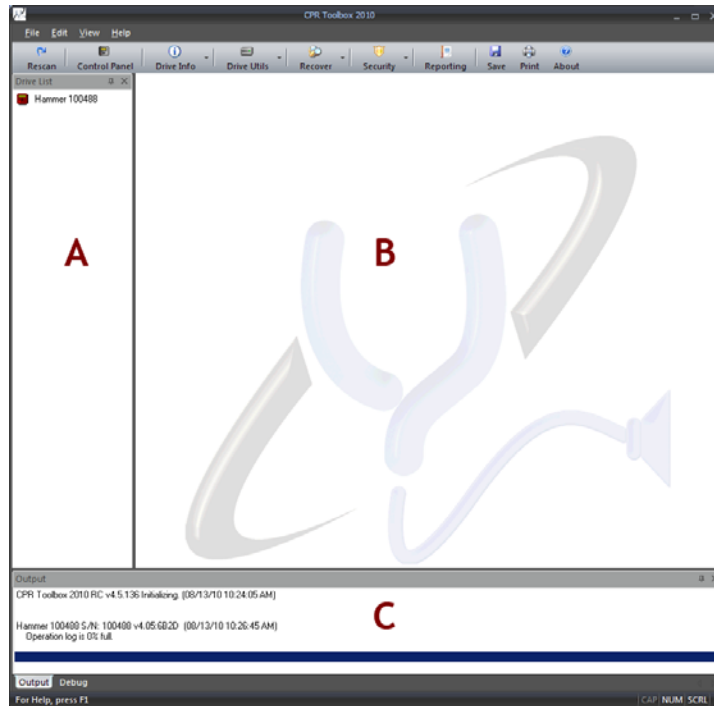 CPR Toolbox 2010
File Edit View Help
Rescan Control Panel Drive Info Drive Utils Recover Security Reporting Save Print About
Drive List
Hammer 100488
A
B
Output
CPR Toolbox 2010 RC v4.5.136 Initializing. (08/13/10 10:24:05 AM)
Hammer 100488 S/N: 100488 v4.05:6B2D (08/13/10 10:26:45 AM)
Operation log is 0% full.
C
Output Debug
For Help, press F1 CAP NUM SCRL